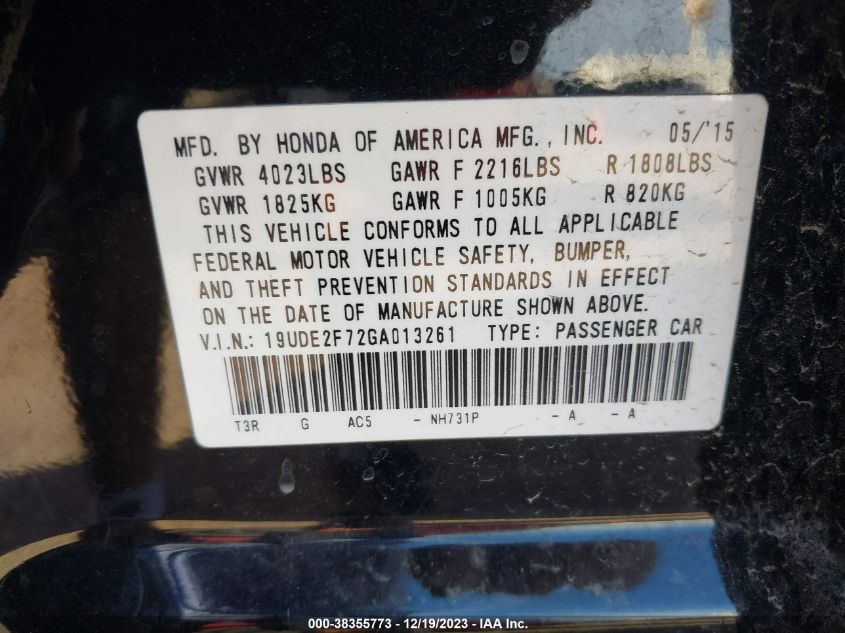 MFD. BY HONDA OF AMERICA MFG., INC. 05/'15
GVWR 4023LBS GAWR F 2216LBS R 1808LBS
GVWR 1825KG GAWR F 1005KG R 820KG
THIS VEHICLE CONFORMS TO ALL APPLICABLE
FEDERAL MOTOR VEHICLE SAFETY, BUMPER,
AND THEFT PREVENTION STANDARDS IN EFFECT
ON THE DATE OF MANUFACTURE SHOWN ABOVE.
V.I.N.: 19UDE2F72GA013261 TYPE: PASSENGER CAR
T3R G AC5 - NH731P - A - A
000-38355773 - 12/19/2023 - IAA Inc.